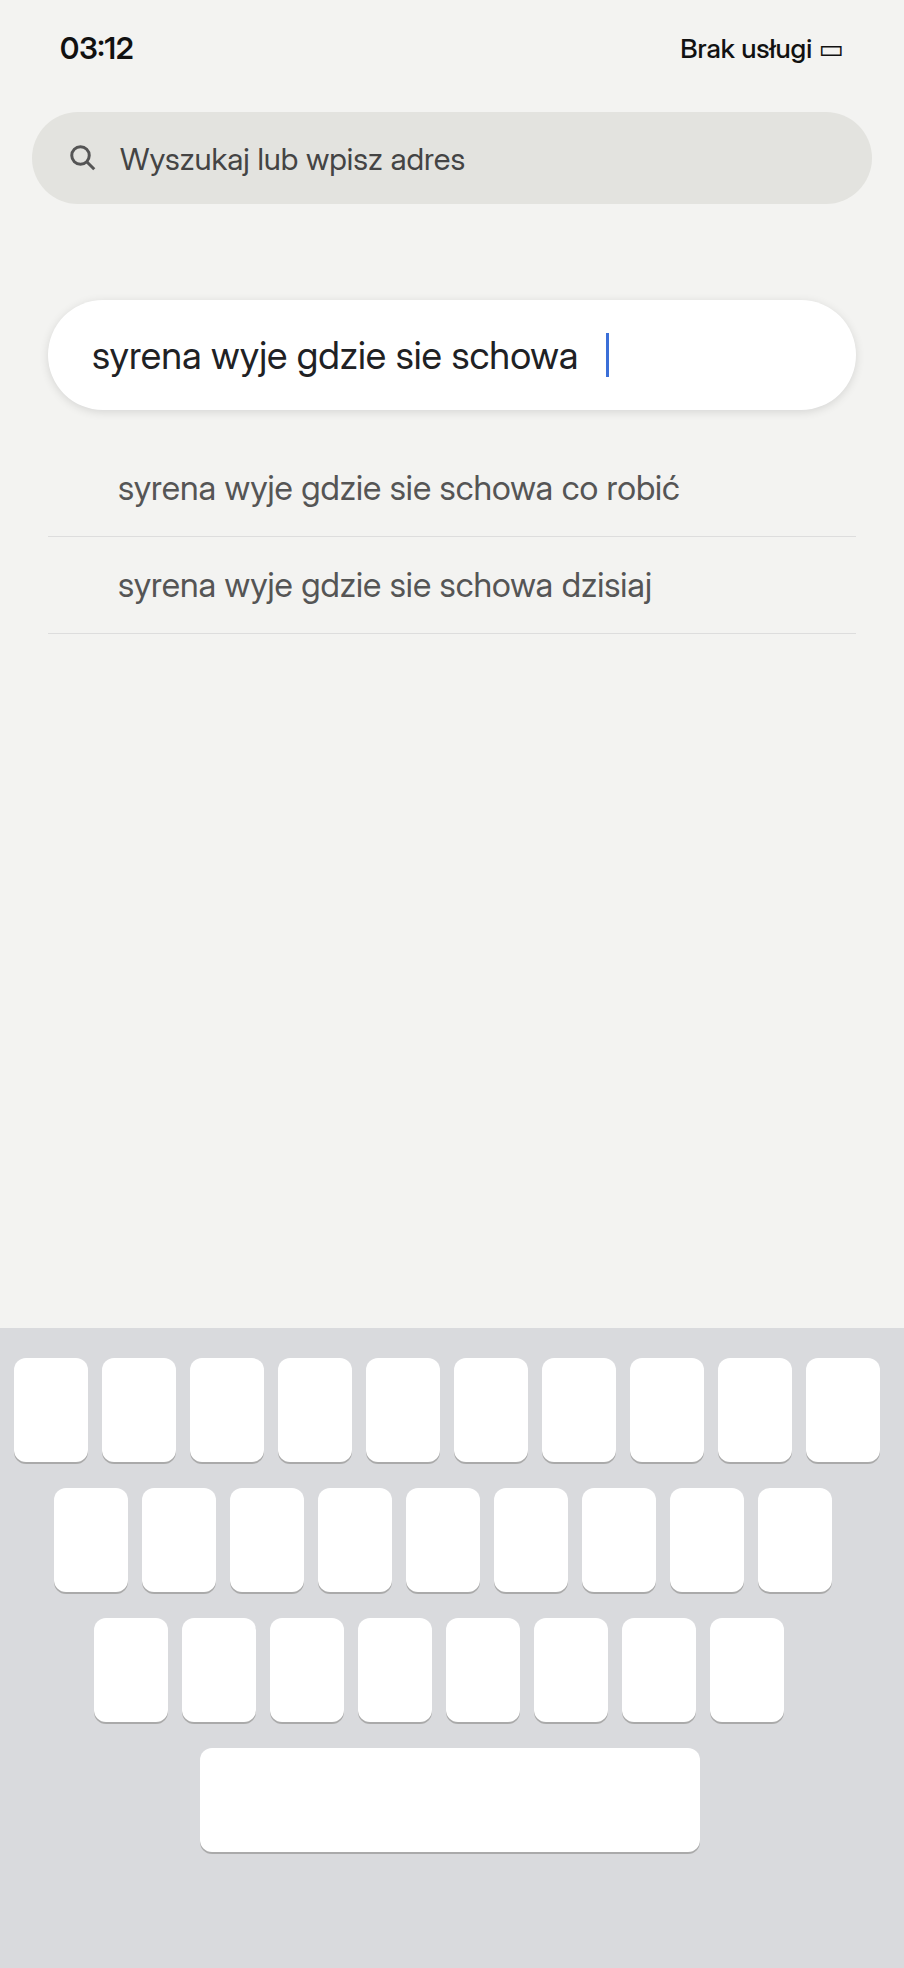 03:12
Brak usługi
Wyszukaj lub wpisz adres
syrena wyje gdzie sie schowa
syrena wyje gdzie sie schowa co robić
syrena wyje gdzie sie schowa dzisiaj